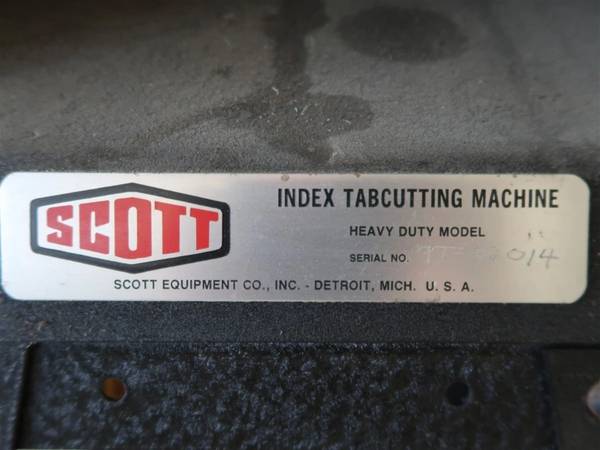 SCOTT
INDEX TABCUTTING MACHINE
HEAVY DUTY MODEL
SERIAL NO.
SCOTT EQUIPMENT CO., INC. - DETROIT, MICH. U. S. A.